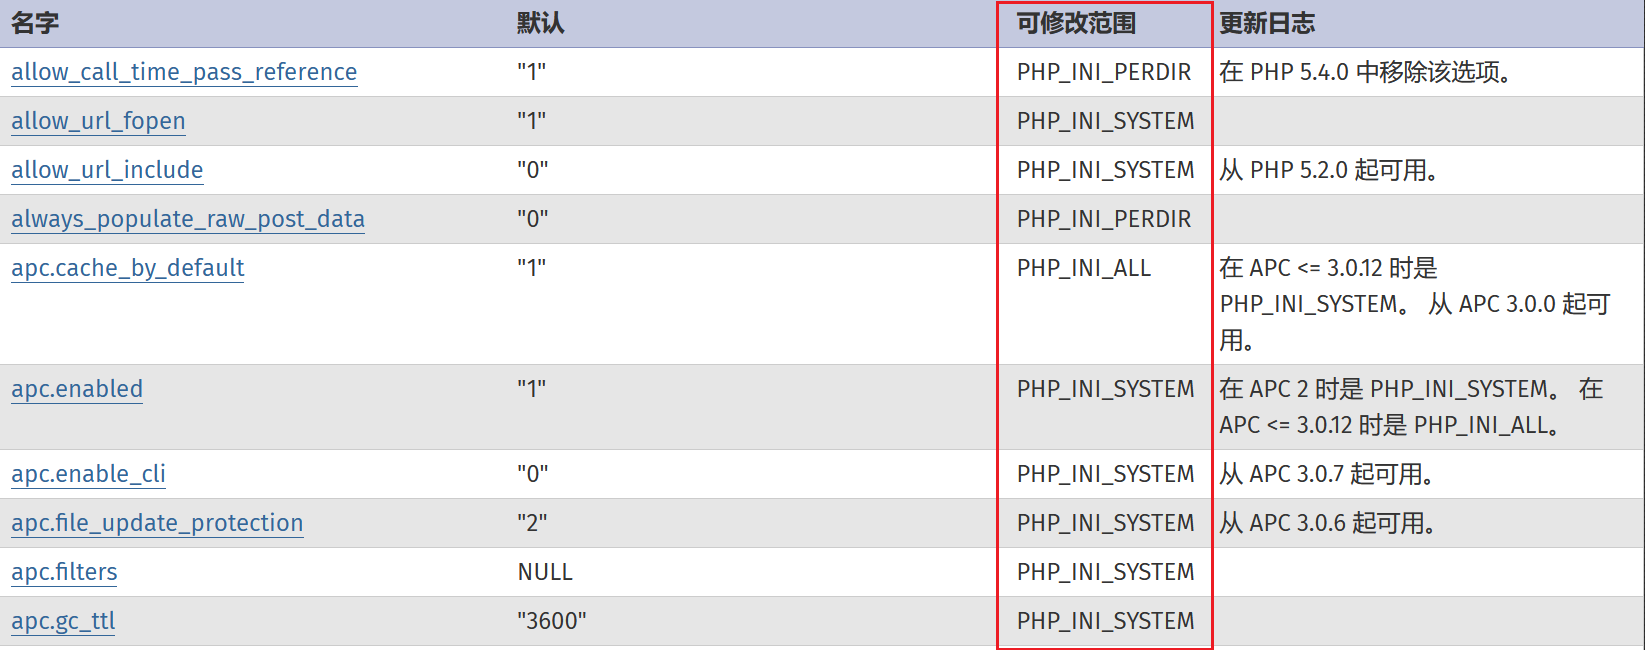 名字 默认 可修改范围 更新日志
allow_call_time_pass_reference "1" PHP_INI_PERDIR 在 PHP 5.4.0 中移除该选项。
allow_url_fopen "1" PHP_INI_SYSTEM
allow_url_include "0" PHP_INI_SYSTEM 从 PHP 5.2.0 起可用。
always_populate_raw_post_data "0" PHP_INI_PERDIR
apc.cache_by_default "1" PHP_INI_ALL 在 APC <= 3.0.12 时是
PHP_INI_SYSTEM。 从 APC 3.0.0 起可
用。
apc.enabled "1" PHP_INI_SYSTEM 在 APC 2 时是 PHP_INI_SYSTEM。 在
APC <= 3.0.12 时是 PHP_INI_ALL。
apc.enable_cli "0" PHP_INI_SYSTEM 从 APC 3.0.7 起可用。
apc.file_update_protection "2" PHP_INI_SYSTEM 从 APC 3.0.6 起可用。
apc.filters NULL PHP_INI_SYSTEM
apc.gc_ttl "3600" PHP_INI_SYSTEM